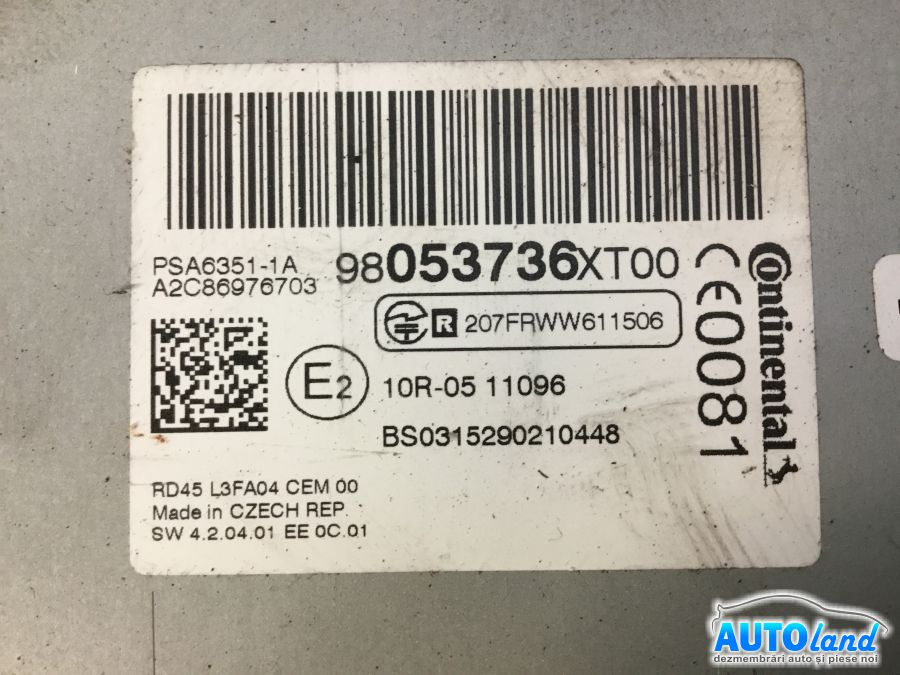 PSA6351-1A
A2C86976703
98053736XT00
R 207FRWW611506
E2
10R-05 11096
BS0315290210448
RD45 L3FA04 CEM 00
Made in CZECH REP.
SW 4.2.04.01 EE 0C.01
CE0081
Continental
AUTOland
dezmembrări auto și piese noi